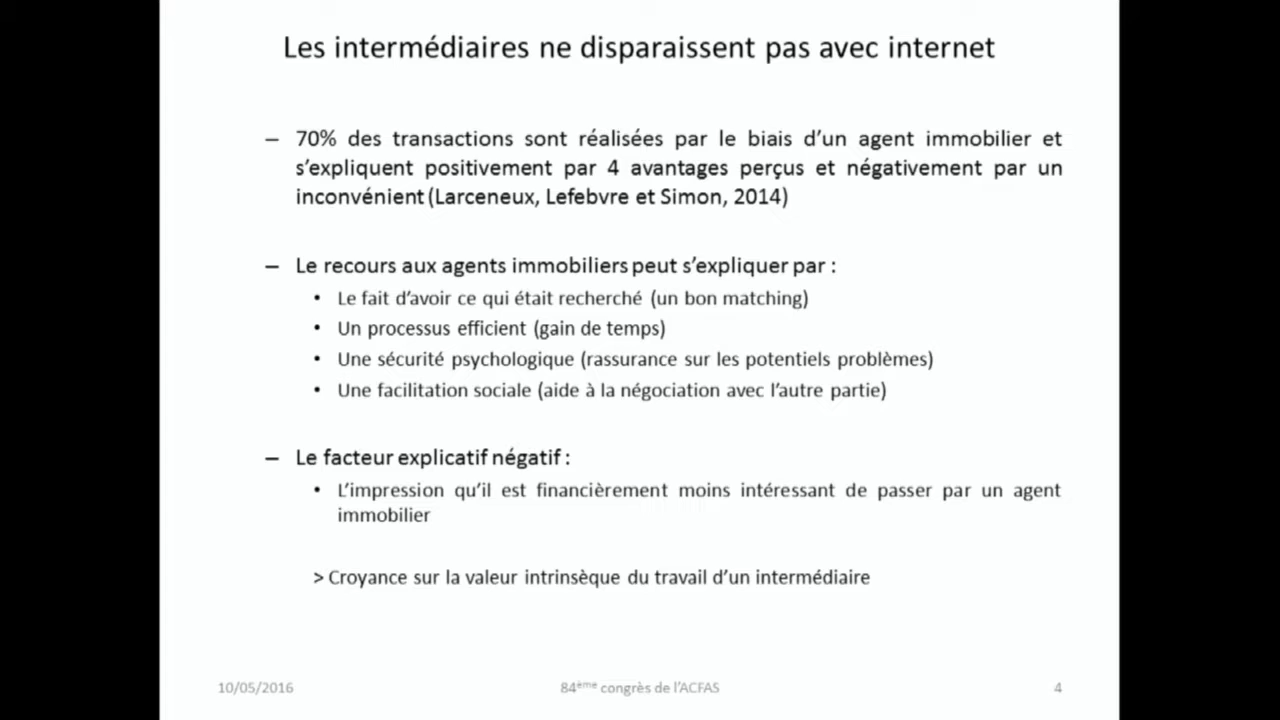 Les intermédiaires ne disparaissent pas avec internet
– 70% des transactions sont réalisées par le biais d’un agent immobilier et
s’expliquent positivement par 4 avantages perçus et négativement par un
inconvénient (Larceneux, Lefebvre et Simon, 2014)
– Le recours aux agents immobiliers peut s’expliquer par :
• Le fait d’avoir ce qui était recherché (un bon matching)
• Un processus efficient (gain de temps)
• Une sécurité psychologique (rassurance sur les potentiels problèmes)
• Une facilitation sociale (aide à la négociation avec l’autre partie)
– Le facteur explicatif négatif :
• L’impression qu’il est financièrement moins intéressant de passer par un agent
immobilier
> Croyance sur la valeur intrinsèque du travail d’un intermédiaire
10/05/2016
84ème congrès de l’ACFAS
4